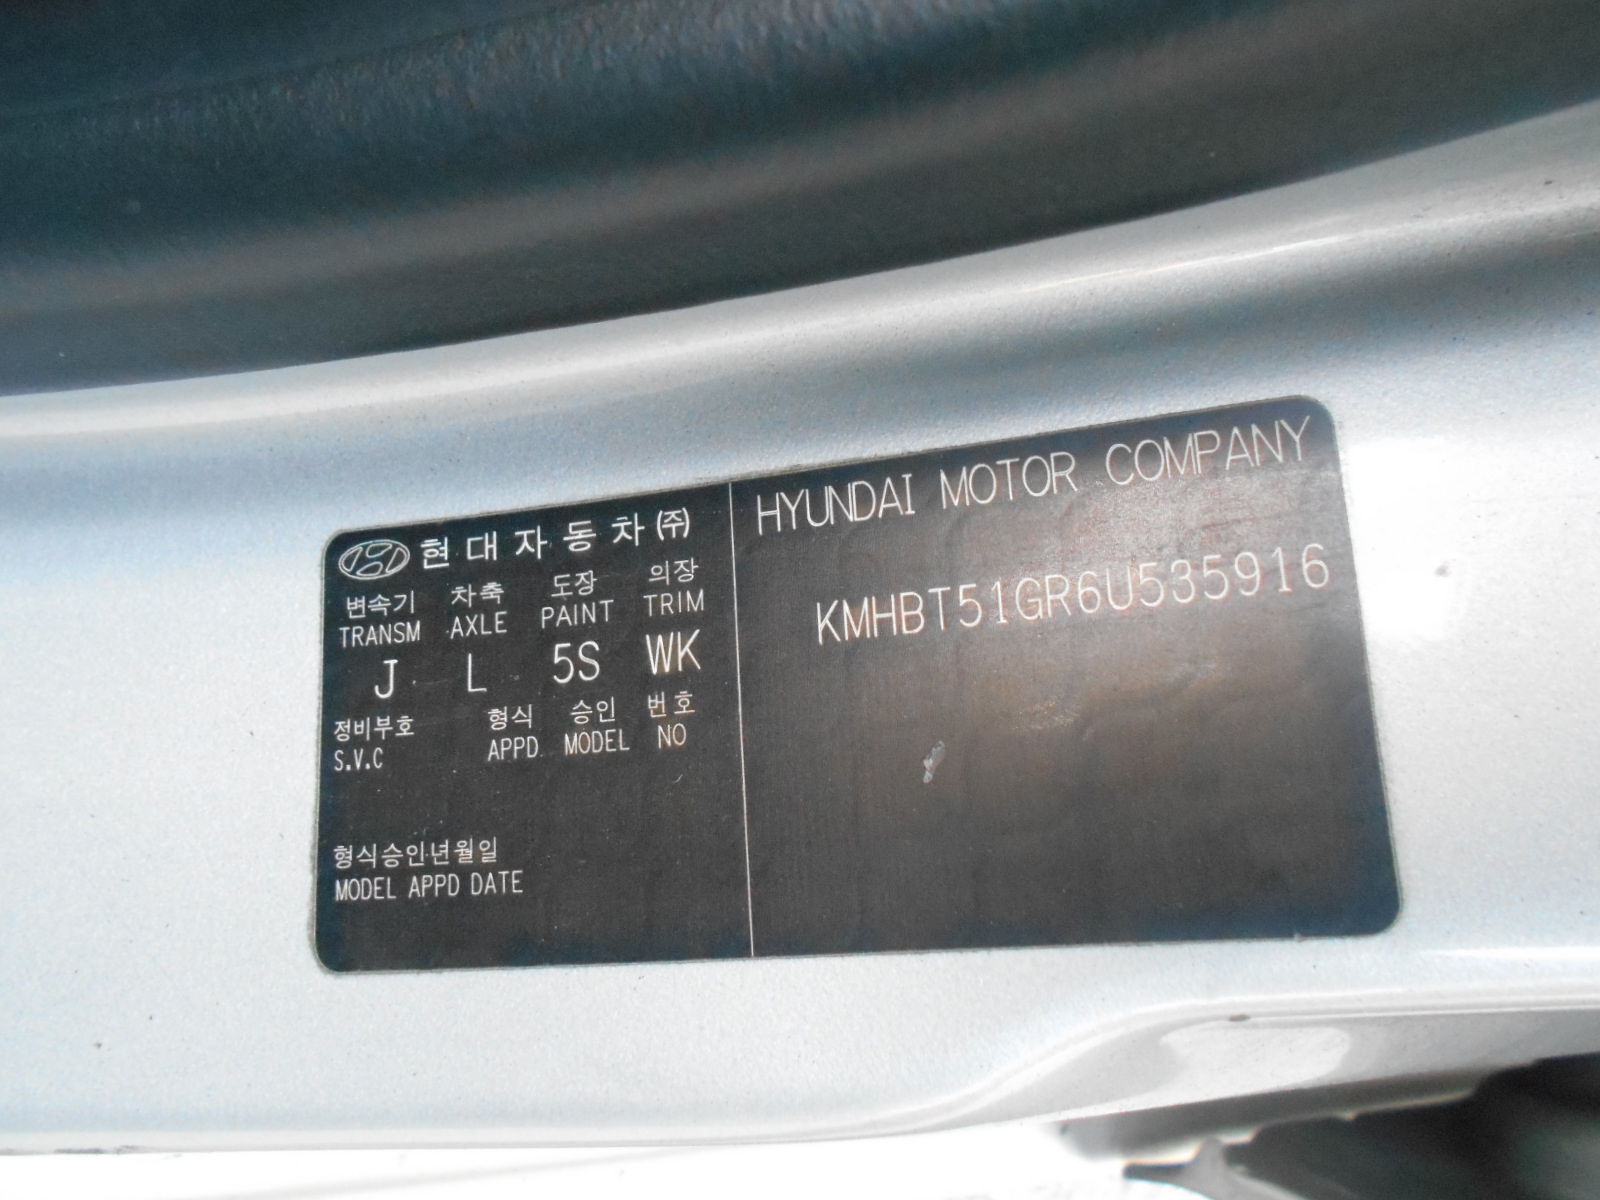 현대자동차㈜
변속기 차축 도장 의장
TRANSM AXLE PAINT TRIM
J L 5S WK
정비부호 형식 승인 번호
S.V.C APPD MODEL NO
형식승인년월일
MODEL APPD DATE
HYUNDAI MOTOR COMPANY
KMHBT51GR6U535916